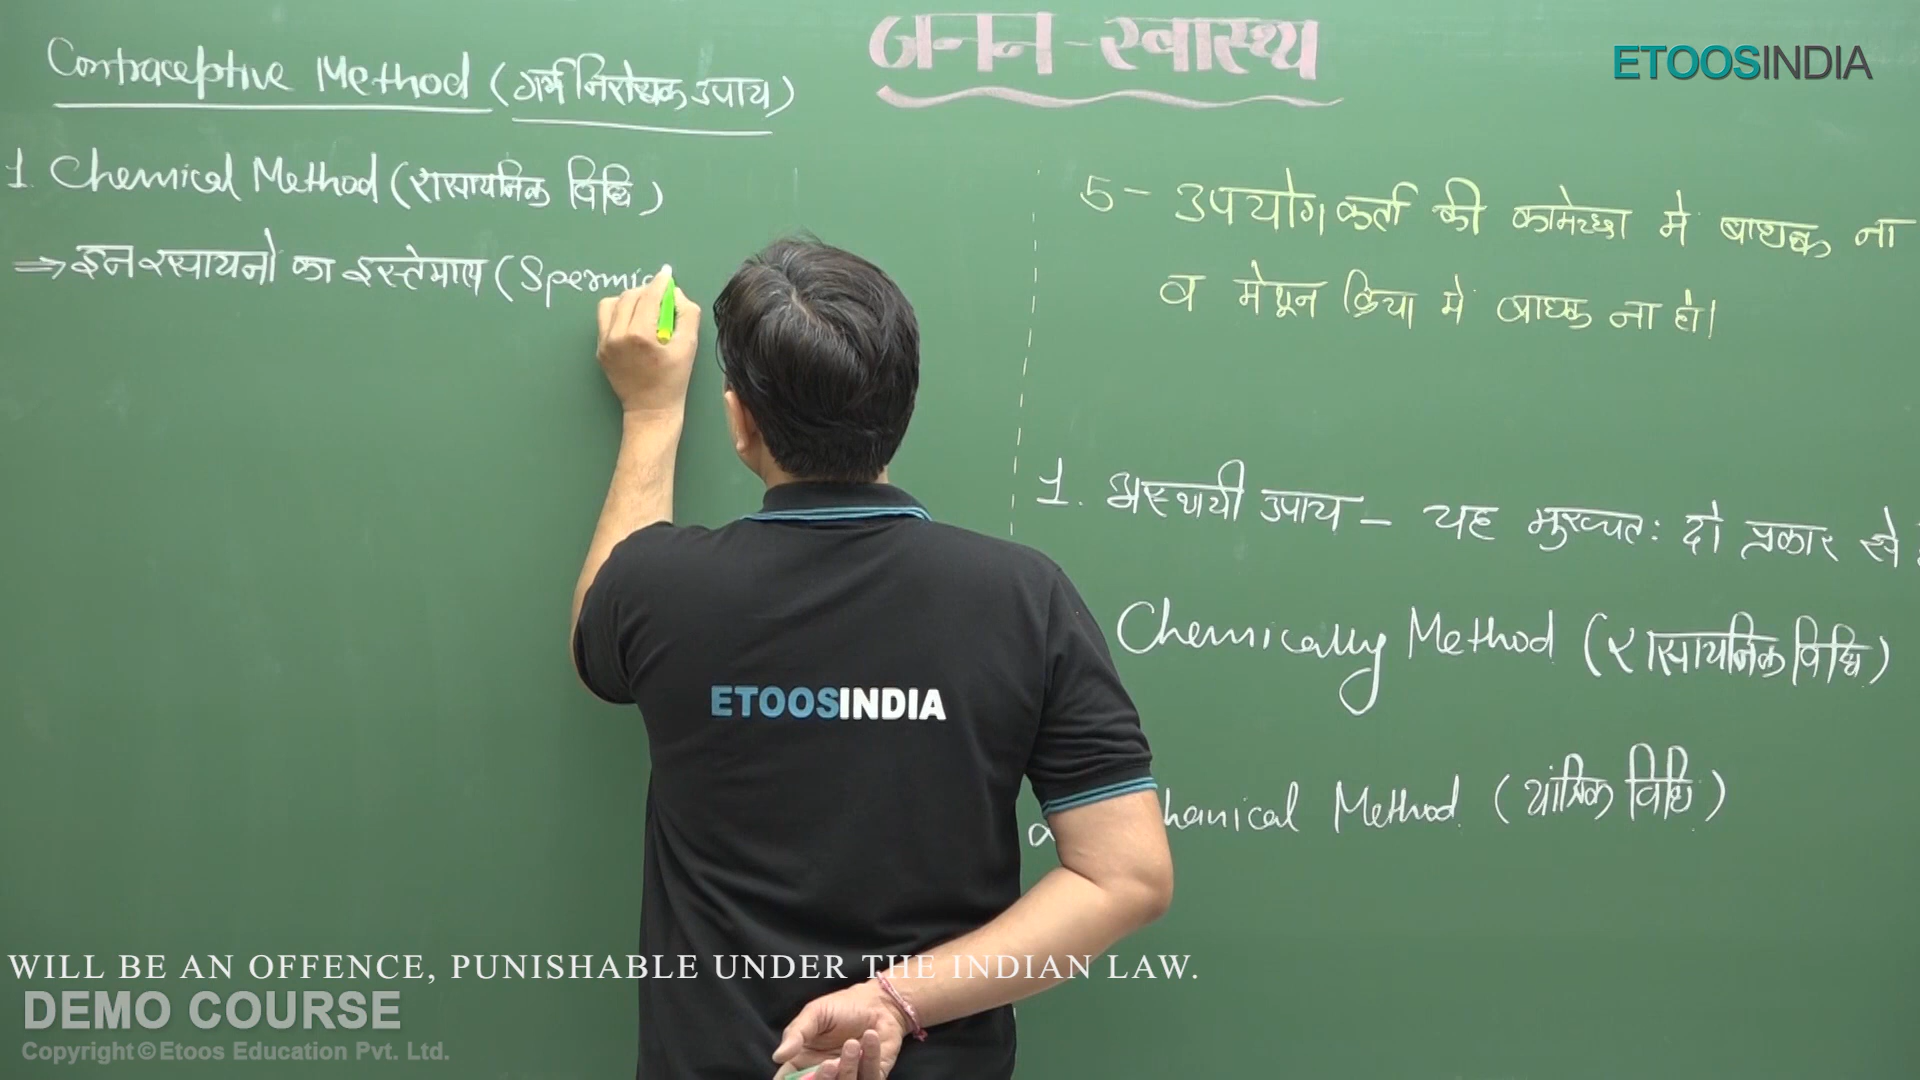 जनन-स्वास्थ्य
ETOOSINDIA
Contraceptive Method (गर्भ निरोधक उपाय)
1. Chemical Method (रासायनिक विधि)
⇒ इन रसायनो का इस्तेमाल (Spermic
5- उपयोगकर्ता की कामेच्छा मे बाधक ना
व मैथून क्रिया मे बाधक ना हो।
1. अस्थायी उपाय - यह मुख्यतः दो प्रकार से
Chemically Method (रासायनिक विधि)
hanical Method (यांत्रिक विधि)
ETOOSINDIA
WILL BE AN OFFENCE, PUNISHABLE UNDER THE INDIAN LAW.
DEMO COURSE
Copyright © Etoos Education Pvt. Ltd.